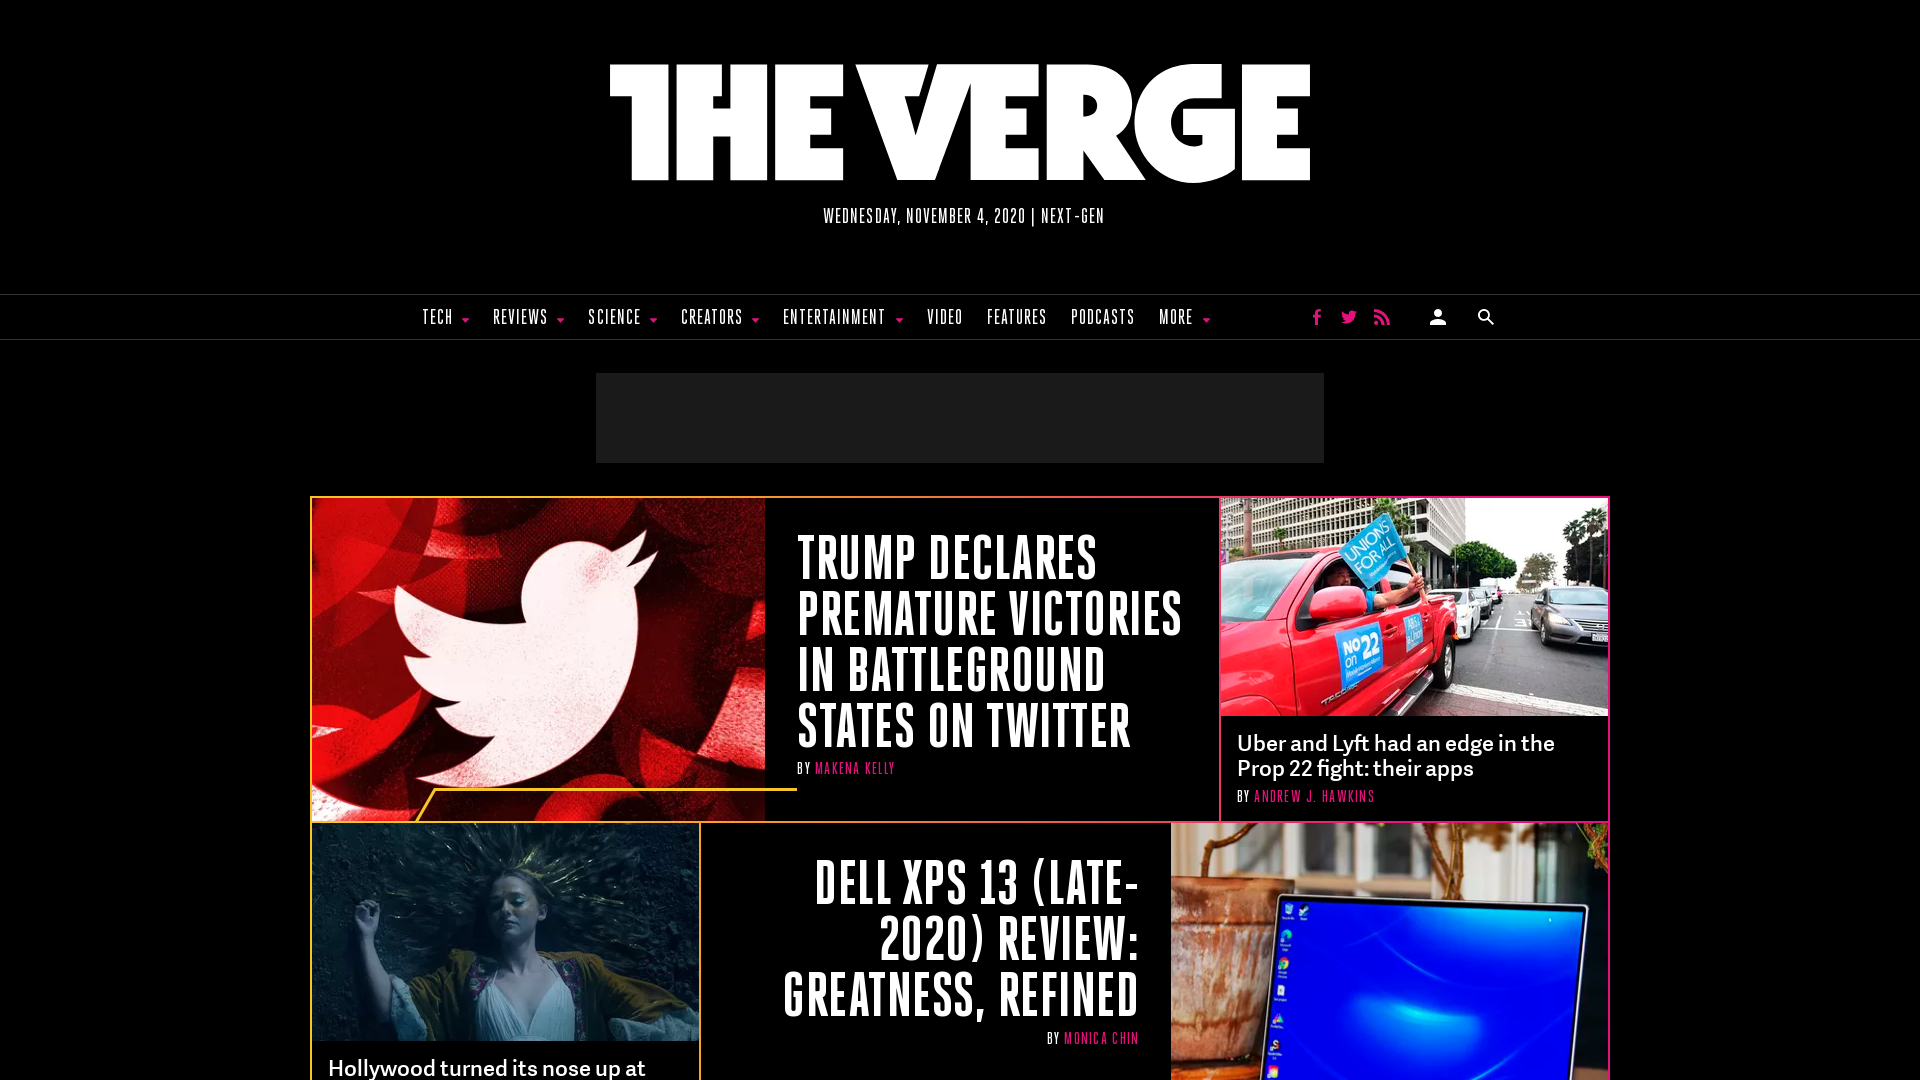 THE VERGE
WEDNESDAY, NOVEMBER 4, 2020 | NEXT-GEN
TECH REVIEWS SCIENCE CREATORS ENTERTAINMENT VIDEO FEATURES PODCASTS MORE
TRUMP DECLARES
PREMATURE VICTORIES
IN BATTLEGROUND
STATES ON TWITTER
BY MAKENA KELLY
UNIONS
FOR ALL
NO
on 22
Uber and Lyft had an edge in the
Prop 22 fight: their apps
BY ANDREW J. HAWKINS
Hollywood turned its nose up at
DELL XPS 13 (LATE-
2020) REVIEW:
GREATNESS, REFINED
BY MONICA CHIN